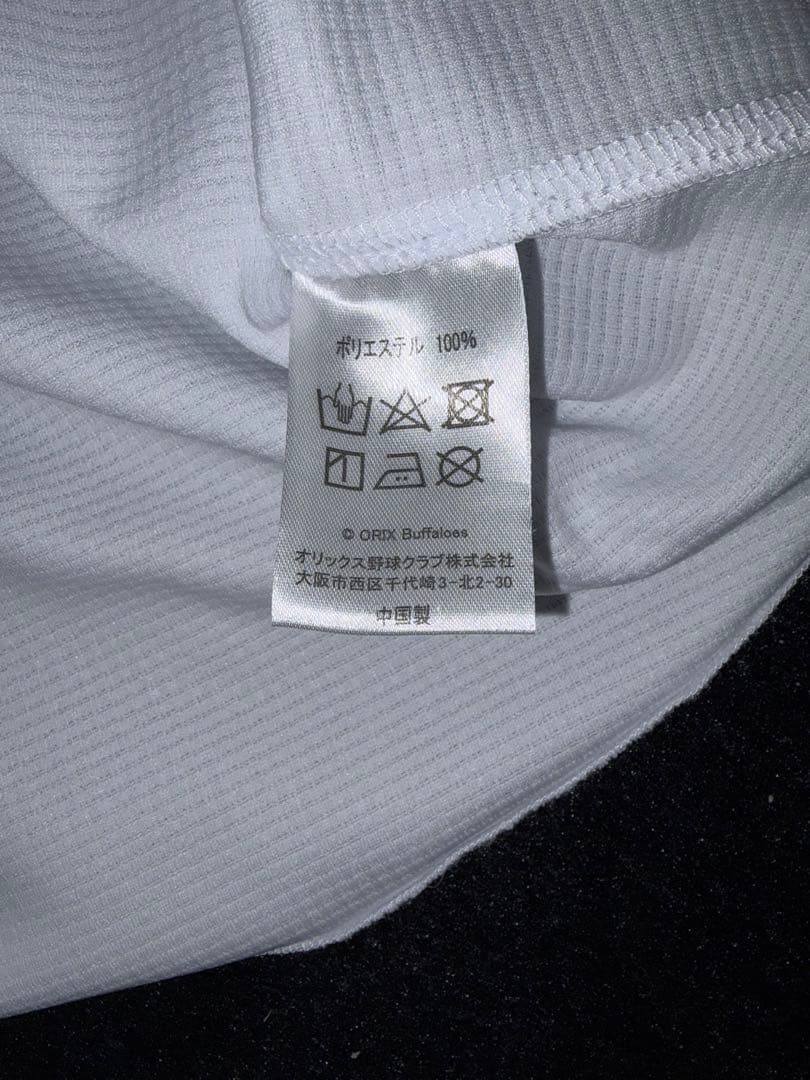 ポリエステル 100%
© ORIX Buffaloes
オリックス野球クラブ株式会社
大阪市西区千代崎3-北2-30
中国製